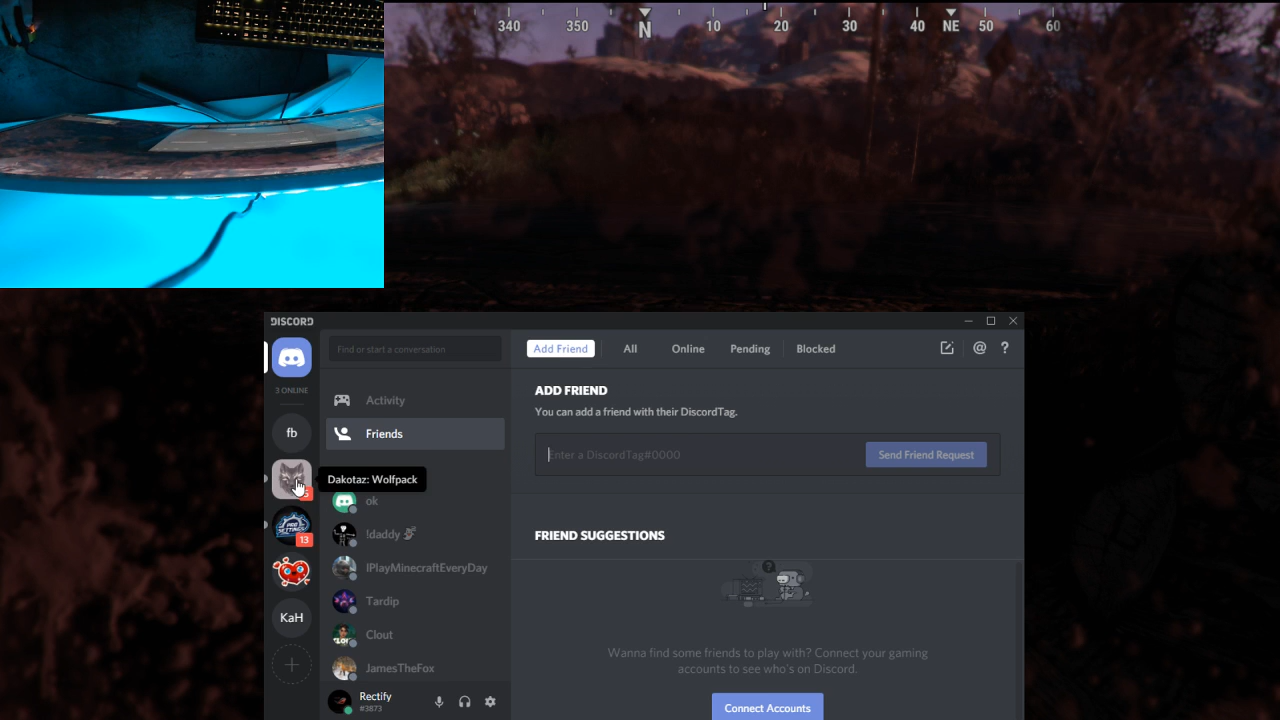 340 350 N 10 20 30 40 NE 50 60
DISCORD
Find or start a conversation
Add Friend All Online Pending Blocked
3 ONLINE
ADD FRIEND
You can add a friend with their DiscordTag.
Activity
Friends
fb
Enter a DiscordTag#0000
Send Friend Request
Dakotaz: Wolfpack
ok
PRO SETTINGS
13
!daddy
FRIEND SUGGESTIONS
IPlayMinecraftEveryDay
Tardip
KaH
Clout
Wanna find some friends to play with? Connect your gaming
accounts to see who's on Discord.
JamesTheFox
Rectify
#3873
Connect Accounts